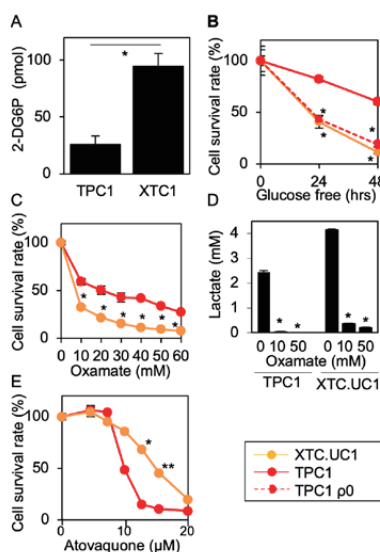 A
2-DG6P (pmol)
150
100
50
0
*
TPC1 XTC1
B
Cell survival rate (%)
100
50
0
*
*
*
*
0 24 48
Glucose free (hrs)
C
Cell survival rate (%)
100
50
0
* * * * * *
0 10 20 30 40 50 60
Oxamate (mM)
D
Lactate (mM)
4
2
0
* * * *
0 10 50 0 10 50
Oxamate (mM)
TPC1 XTC.UC1
E
Cell survival rate (%)
100
50
0
*
**
0 10 20
Atovaquone (μM)
XTC.UC1
TPC1
TPC1 ρ0